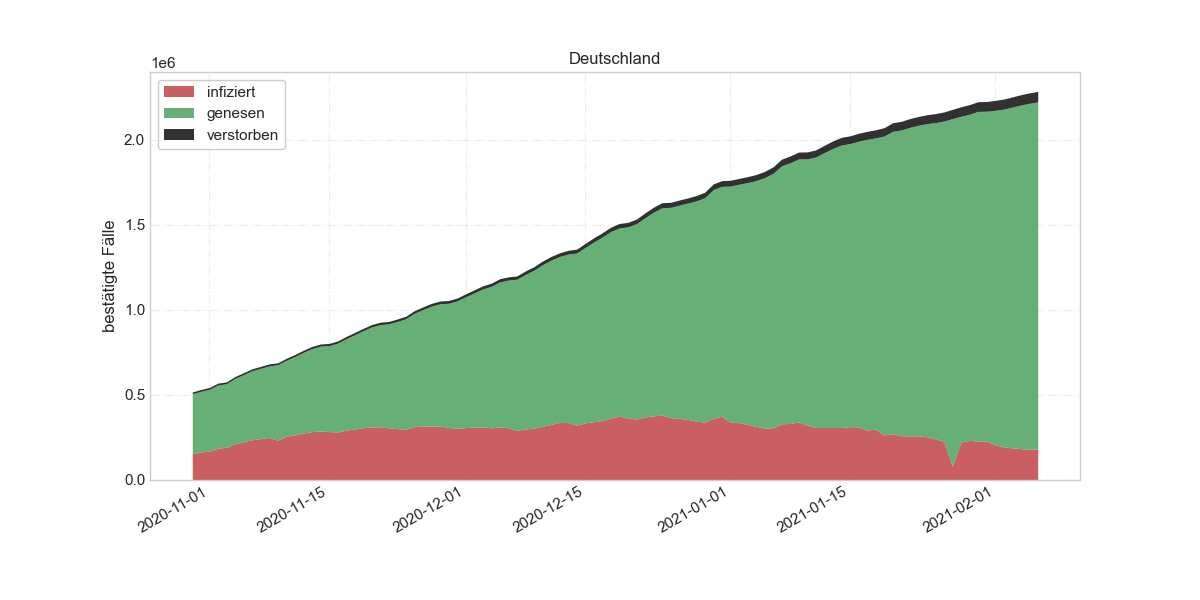 Deutschland
1e6
infiziert
genesen
verstorben
bestätigte Fälle
2.0
1.5
1.0
0.5
0.0
2020-11-01
2020-11-15
2020-12-01
2020-12-15
2021-01-01
2021-01-15
2021-02-01